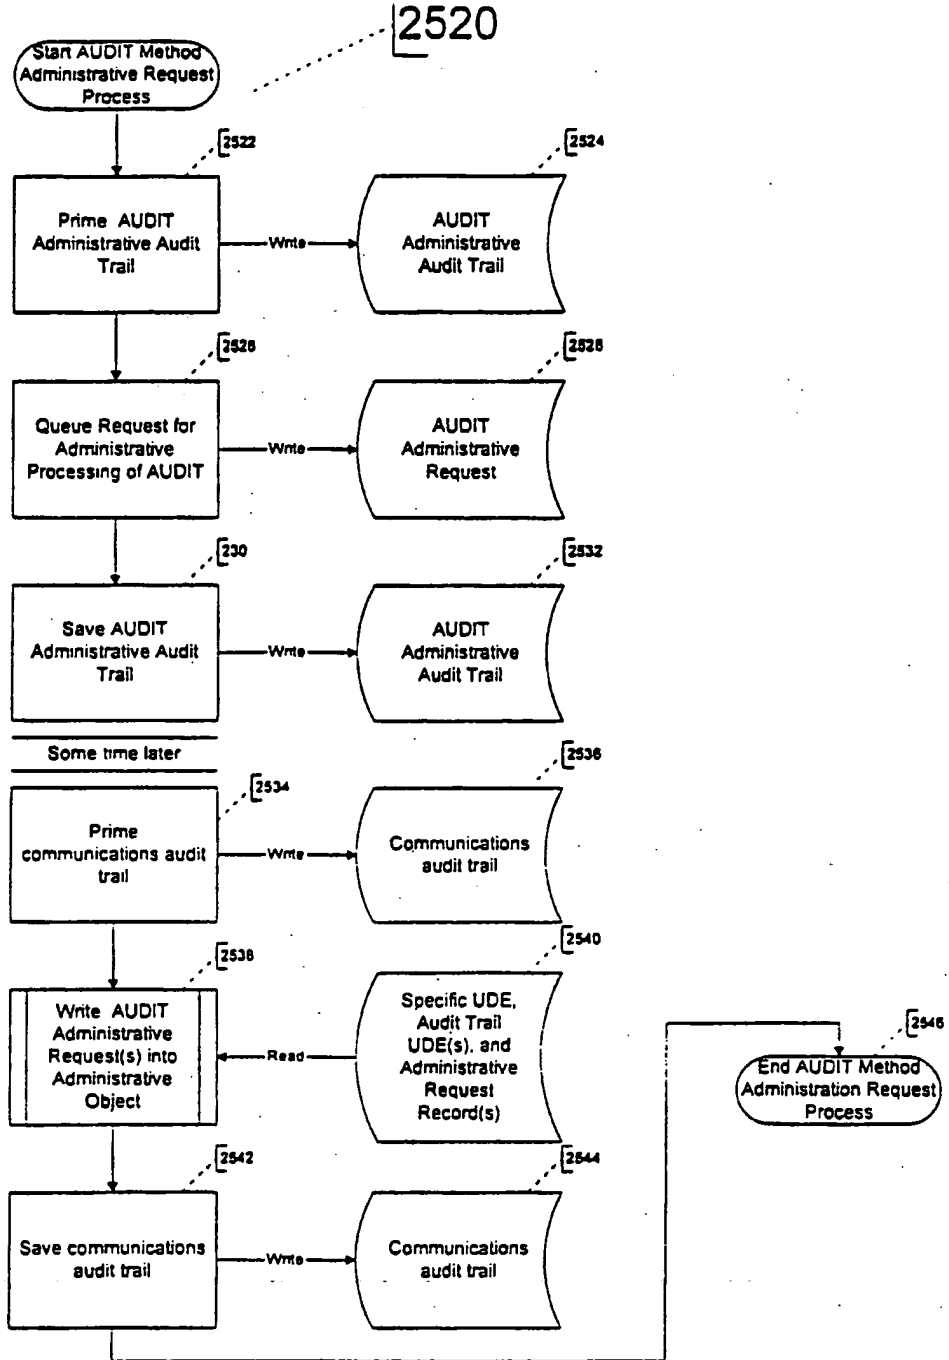 2520
Start AUDIT Method
Administrative Request
Process
2522
2524
Prime AUDIT
Administrative Audit
Trail
Write
AUDIT
Administrative
Audit Trail
2526
2528
Queue Request for
Administrative
Processing of AUDIT
Write
AUDIT
Administrative
Request
230
2532
Save AUDIT
Administrative Audit
Trail
Write
AUDIT
Administrative
Audit Trail
Some time later
2534
2536
Prime
communications audit
trail
Write
Communications
audit trail
2538
2540
Write AUDIT
Administrative
Request(s) into
Administrative
Object
Read
Specific UDE,
Audit Trail
UDE(s), and
Administrative
Request
Record(s)
2546
End AUDIT Method
Administration Request
Process
2542
2544
Save communications
audit trail
Write
Communications
audit trail